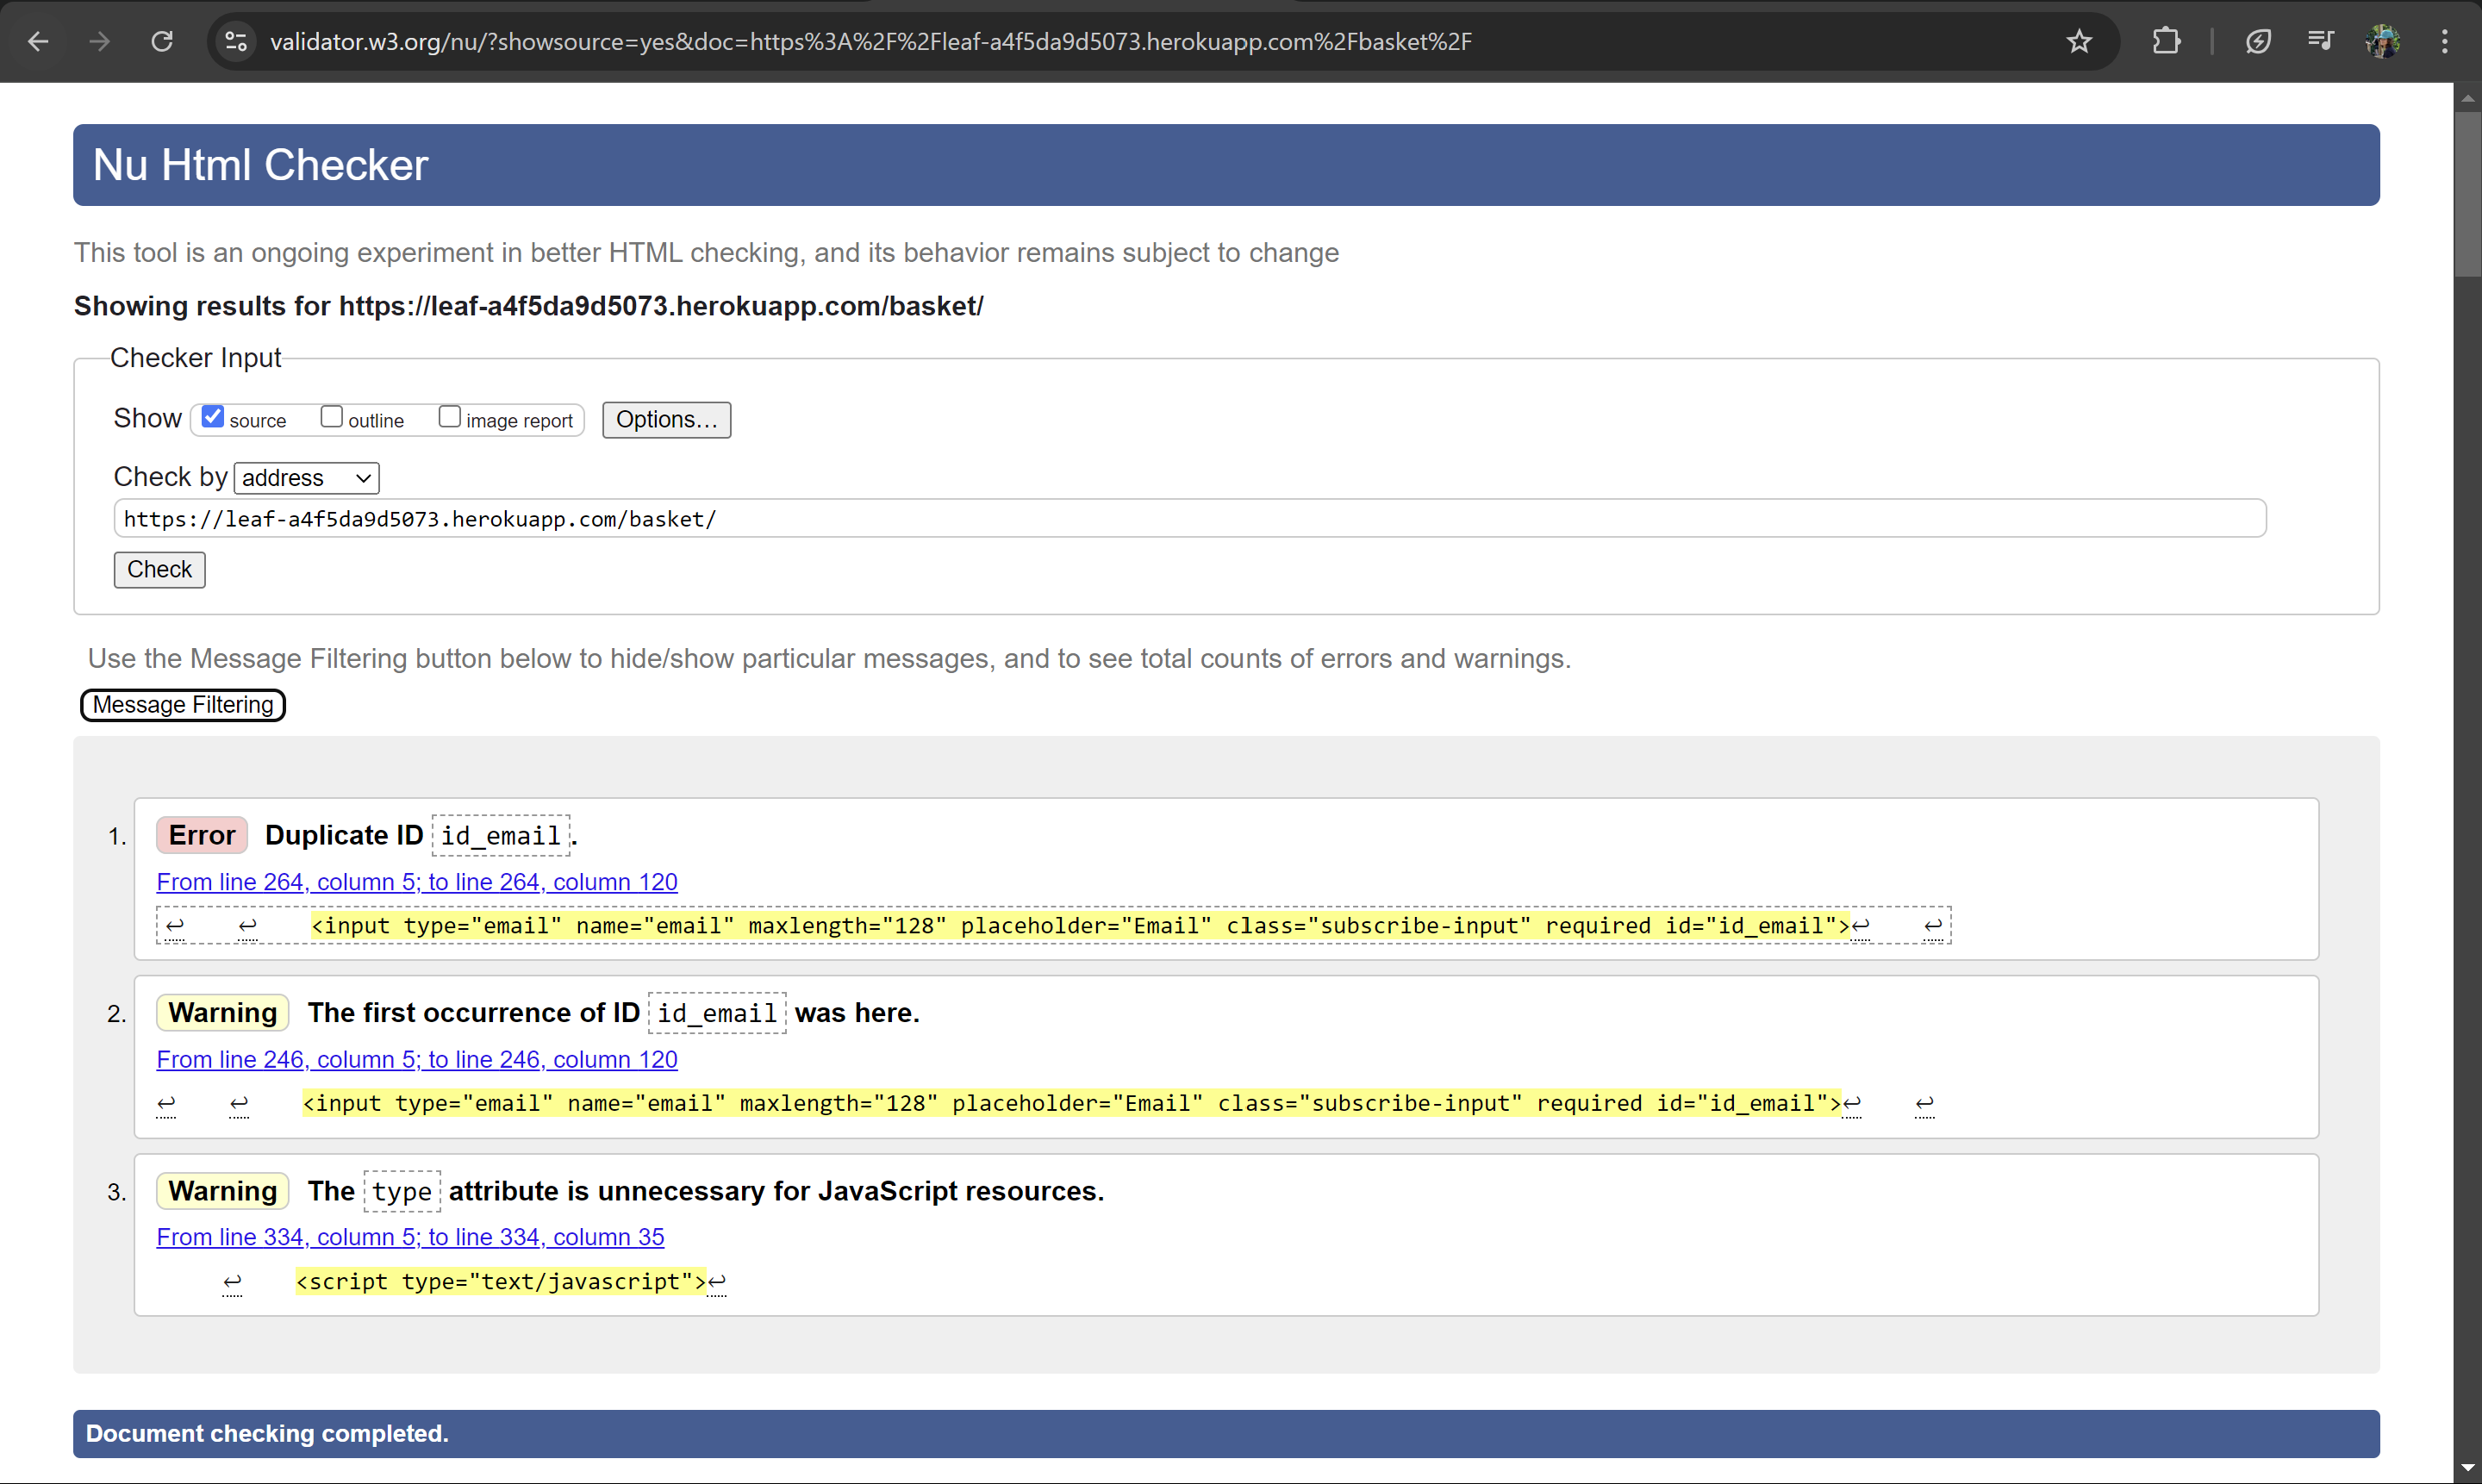 validator.w3.org/nu/?showsource=yes&doc=https%3A%2F%2Fleaf-a4f5da9d5073.herokuapp.com%2Fbasket%2F
Nu Html Checker
This tool is an ongoing experiment in better HTML checking, and its behavior remains subject to change
Showing results for https://leaf-a4f5da9d5073.herokuapp.com/basket/
Checker Input
Show source outline image report Options...
Check by address
https://leaf-a4f5da9d5073.herokuapp.com/basket/
Check
Use the Message Filtering button below to hide/show particular messages, and to see total counts of errors and warnings.
Message Filtering
1. Error Duplicate ID id_email.
From line 264, column 5; to line 264, column 120
↩ ↩ <input type="email" name="email" maxlength="128" placeholder="Email" class="subscribe-input" required id="id_email">↩ ↩
2. Warning The first occurrence of ID id_email was here.
From line 246, column 5; to line 246, column 120
↩ ↩ <input type="email" name="email" maxlength="128" placeholder="Email" class="subscribe-input" required id="id_email">↩ ↩
3. Warning The type attribute is unnecessary for JavaScript resources.
From line 334, column 5; to line 334, column 35
↩ <script type="text/javascript">↩
Document checking completed.